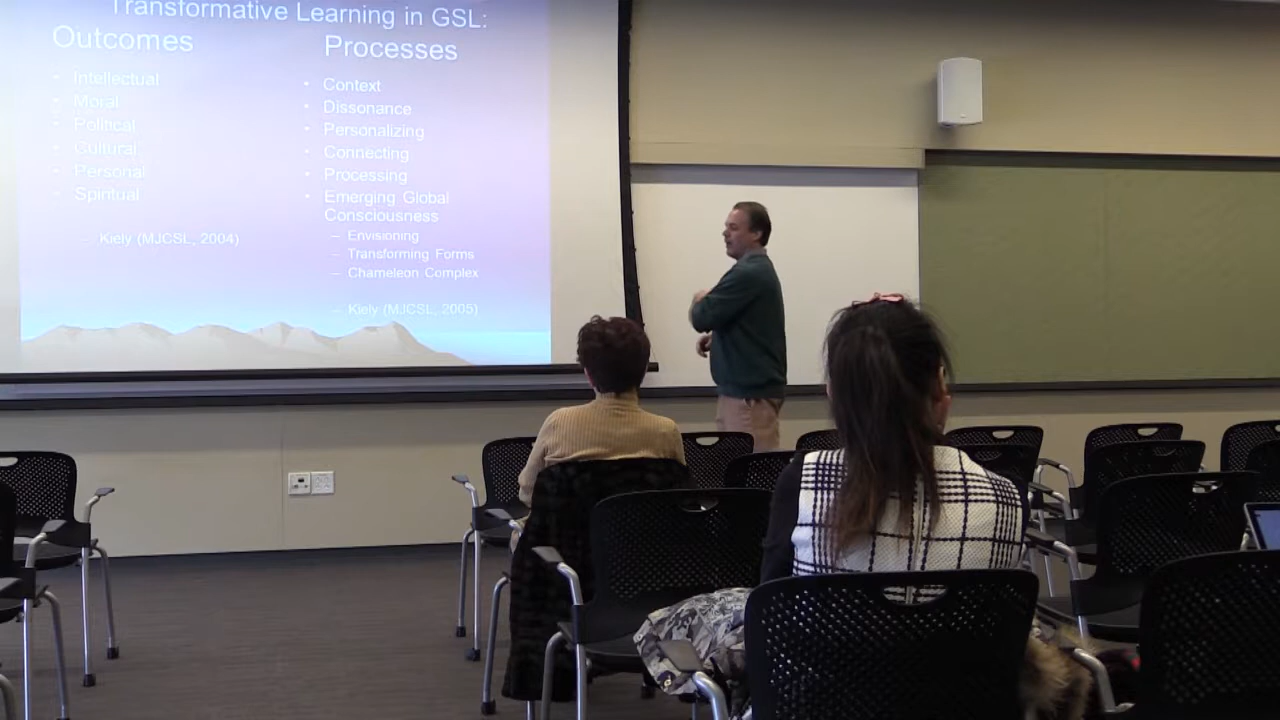 Transformative Learning in GSL:
Outcomes
• Intellectual
• Moral
• Political
• Cultural
• Personal
• Spiritual
– Kiely (MJCSL, 2004)
Processes
• Context
• Dissonance
• Personalizing
• Connecting
• Processing
• Emerging Global
Consciousness
– Envisioning
– Transforming Forms
– Chameleon Complex
– Kiely (MJCSL, 2005)